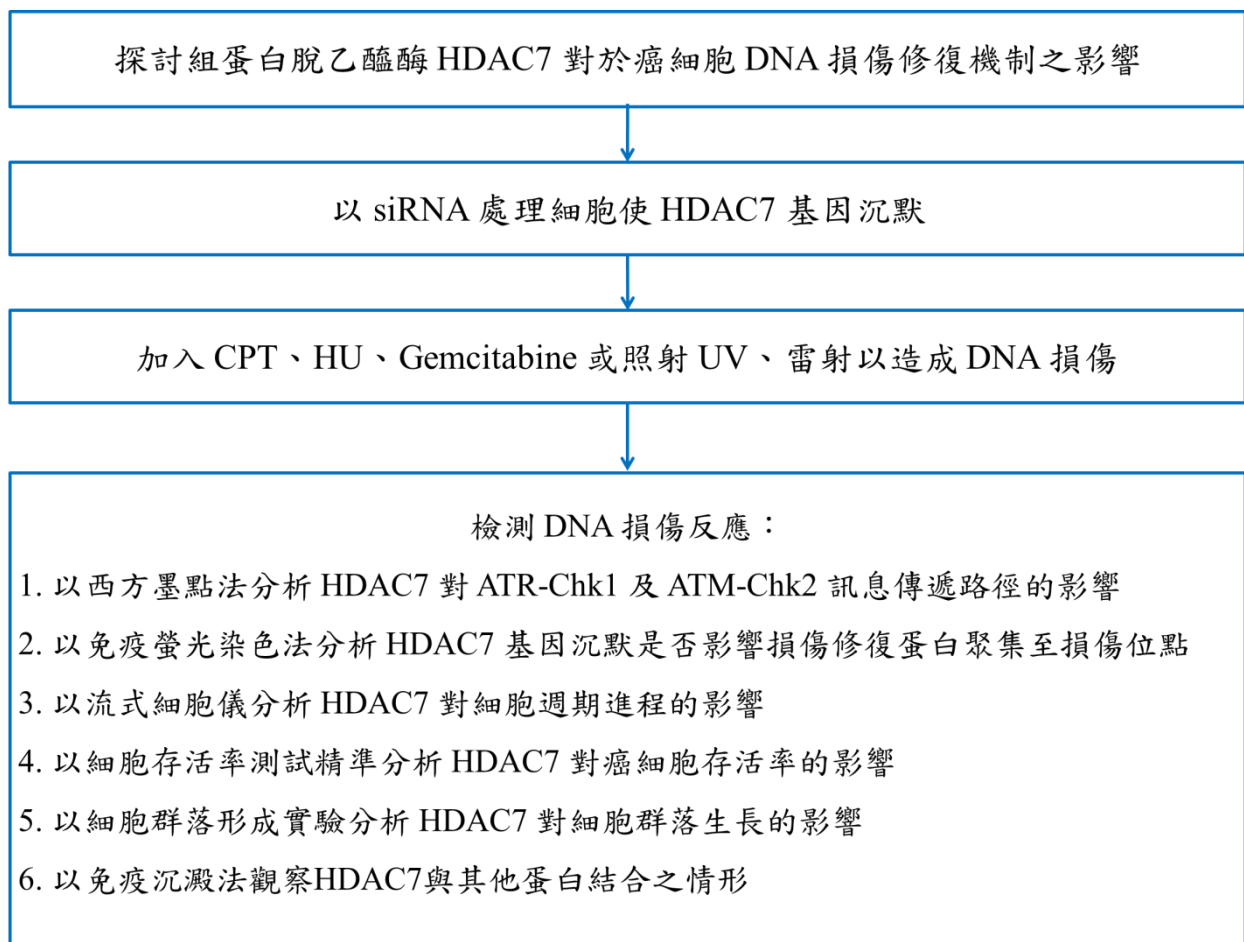 探討組蛋白脫乙醯酶 HDAC7 對於癌細胞 DNA 損傷修復機制之影響
以 siRNA 處理細胞使 HDAC7 基因沉默
加入 CPT、HU、Gemcitabine 或照射 UV、雷射以造成 DNA 損傷
檢測 DNA 損傷反應：
1. 以西方墨點法分析 HDAC7 對 ATR-Chk1 及 ATM-Chk2 訊息傳遞路徑的影響
2. 以免疫螢光染色法分析 HDAC7 基因沉默是否影響損傷修復蛋白聚集至損傷位點
3. 以流式細胞儀分析 HDAC7 對細胞週期進程的影響
4. 以細胞存活率測試精準分析 HDAC7 對癌細胞存活率的影響
5. 以細胞群落形成實驗分析 HDAC7 對細胞群落生長的影響
6. 以免疫沉澱法觀察HDAC7與其他蛋白結合之情形